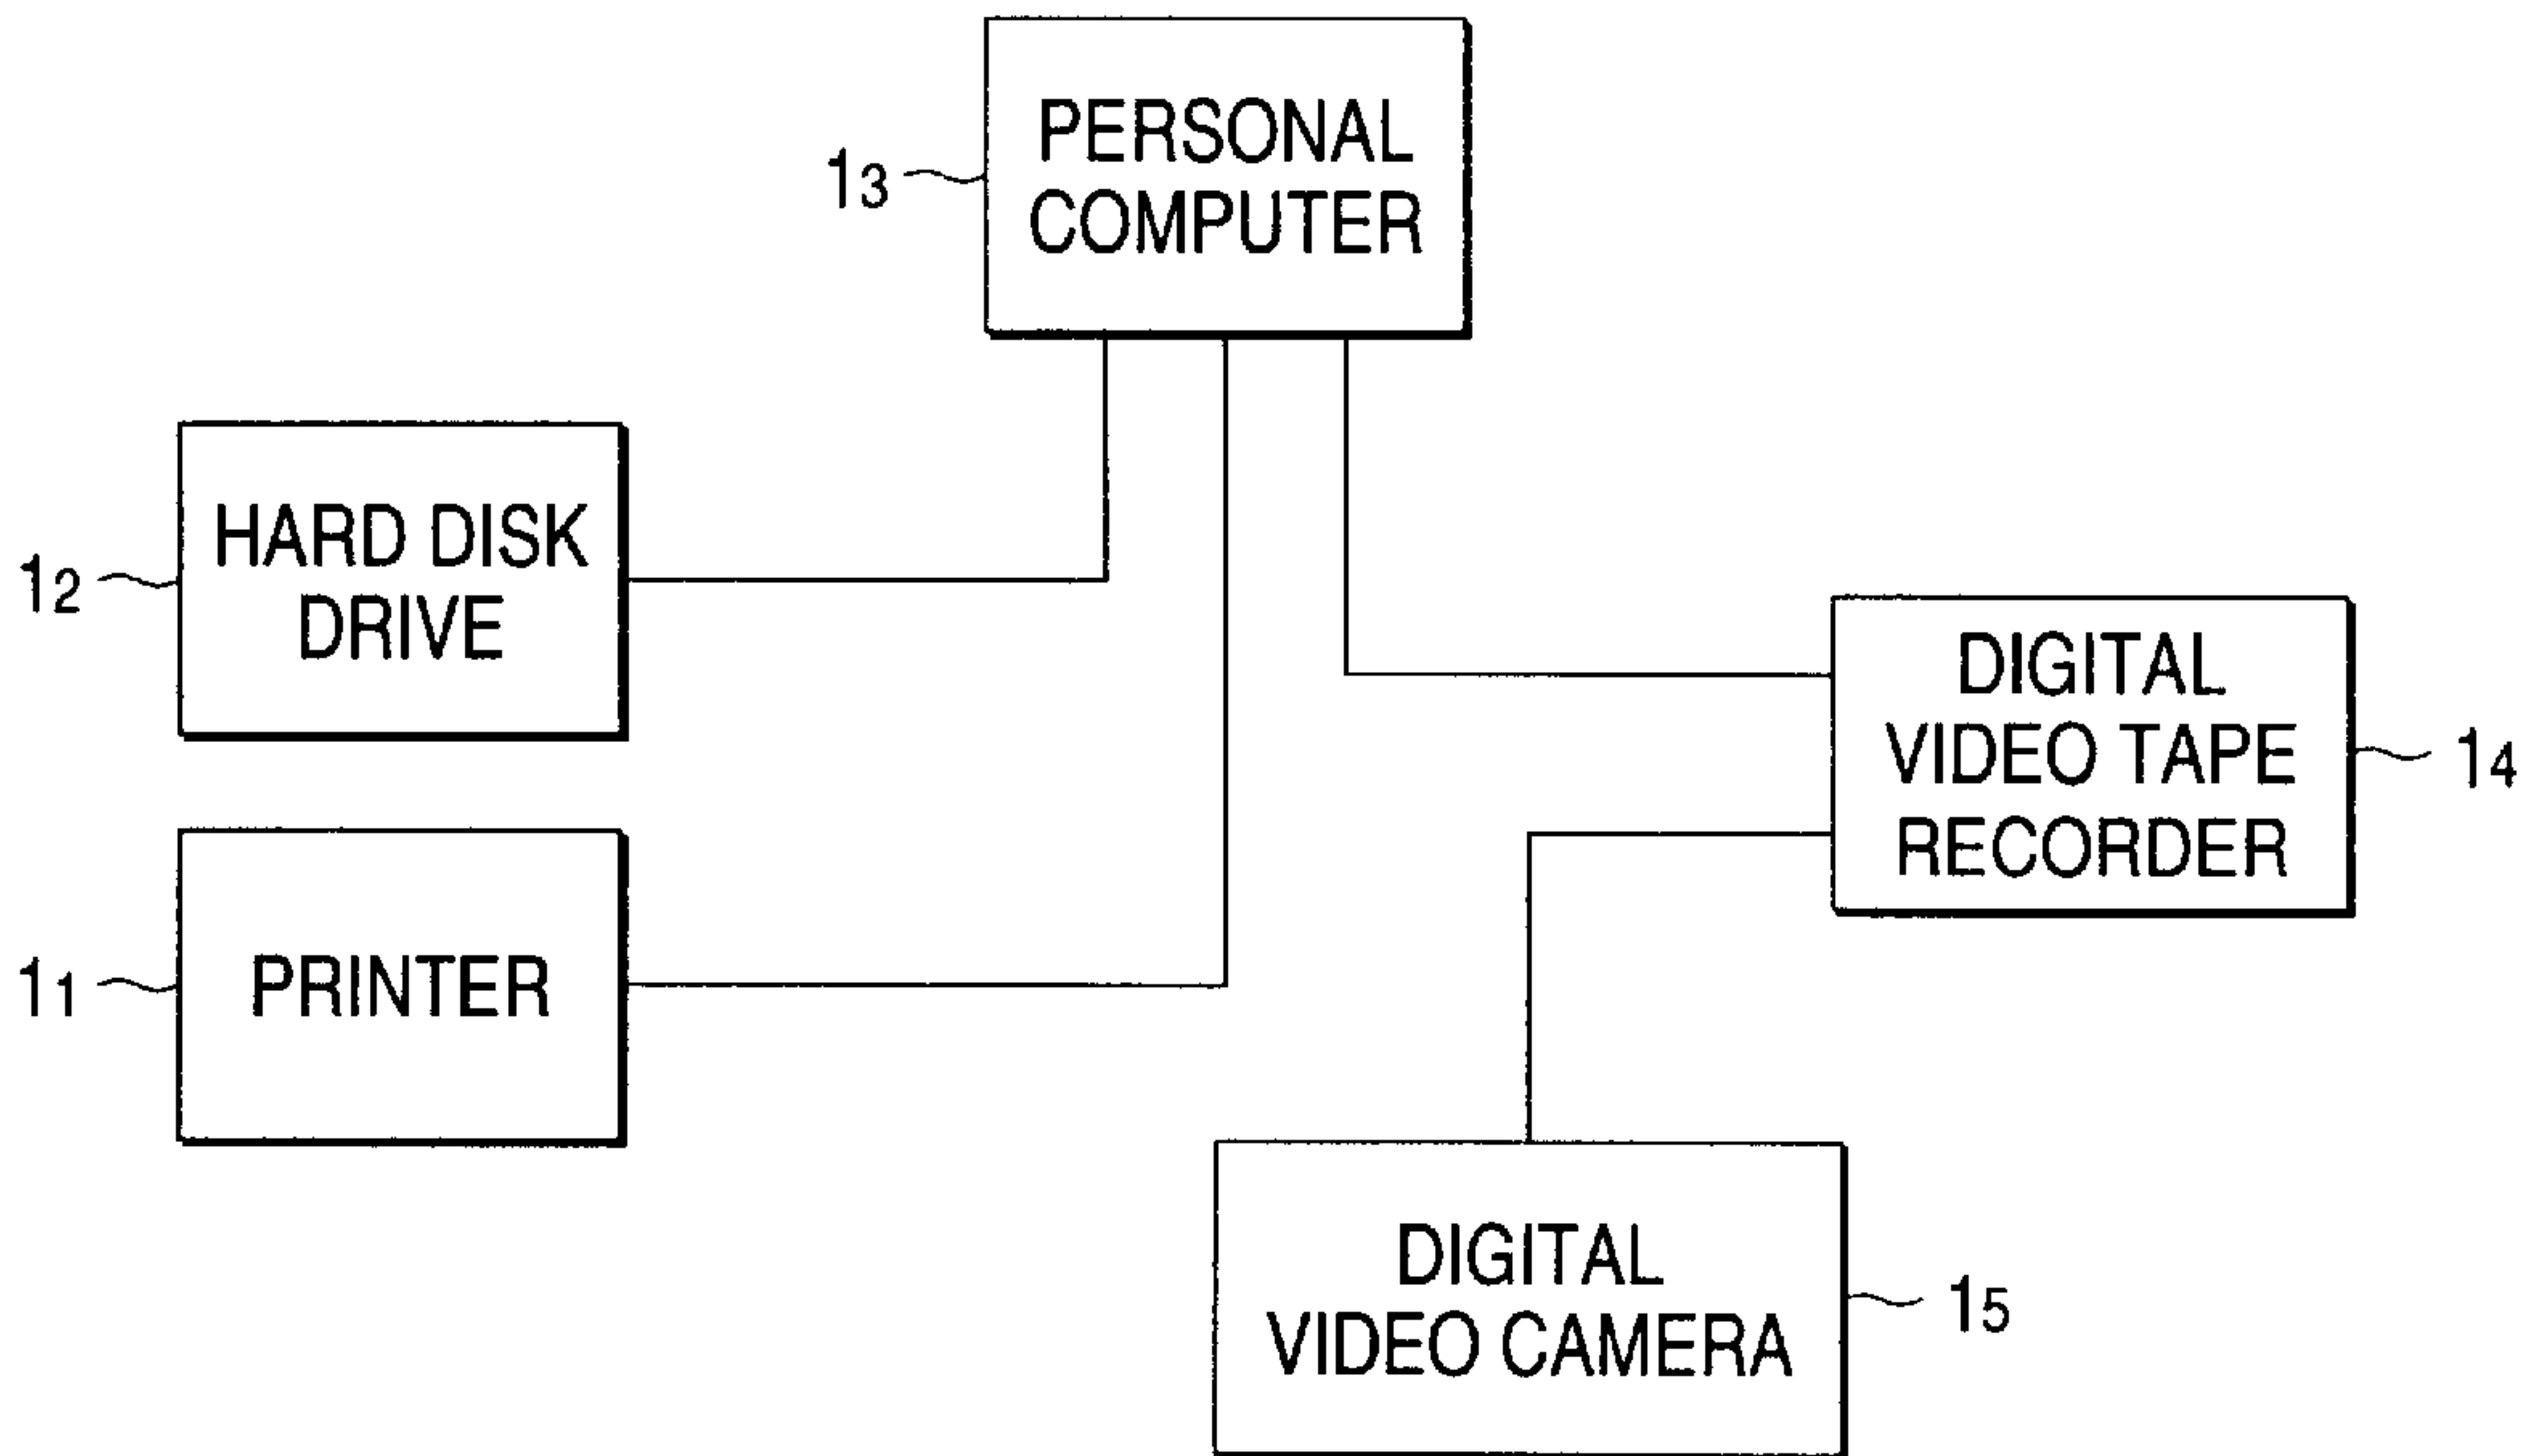 PERSONAL
COMPUTER
13
HARD DISK
DRIVE
12
DIGITAL
VIDEO TAPE
RECORDER
14
PRINTER
11
DIGITAL
VIDEO CAMERA
15